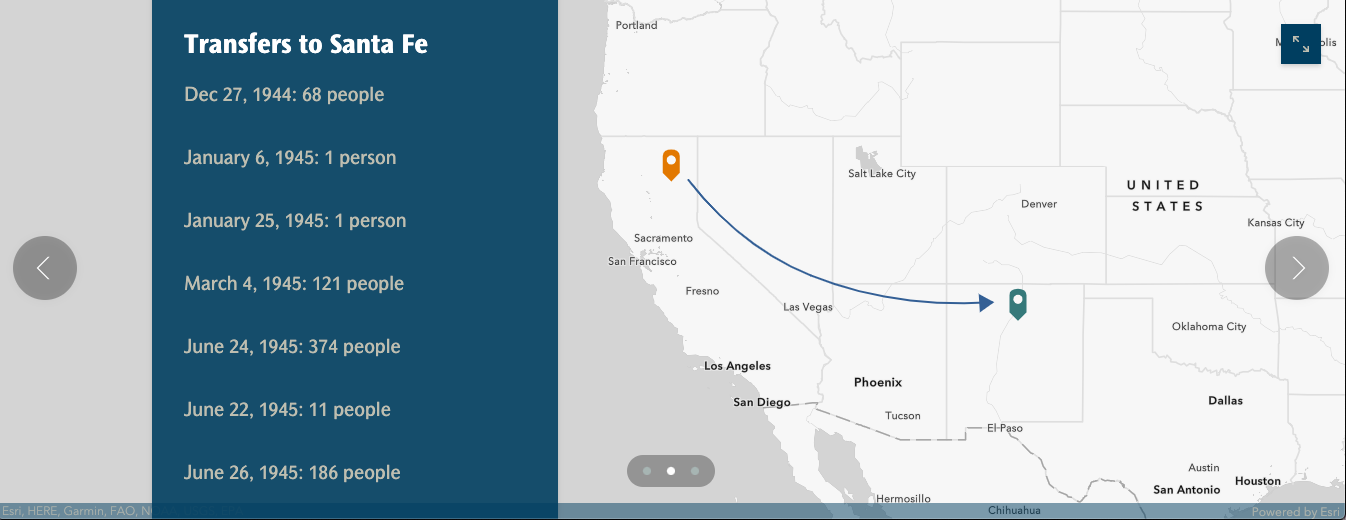 Transfers to Santa Fe
Dec 27, 1944: 68 people
January 6, 1945: 1 person
January 25, 1945: 1 person
March 4, 1945: 121 people
June 24, 1945: 374 people
June 22, 1945: 11 people
June 26, 1945: 186 people
Portland
Salt Lake City
UNITED
STATES
Denver
Kansas City
Sacramento
San Francisco
Fresno
Las Vegas
Oklahoma City
Los Angeles
Phoenix
San Diego
Dallas
Tucson
El Paso
Austin
Houston
San Antonio
Hermosillo
Chihuahua
Esri, HERE, Garmin, FAO,
Powered by Esri